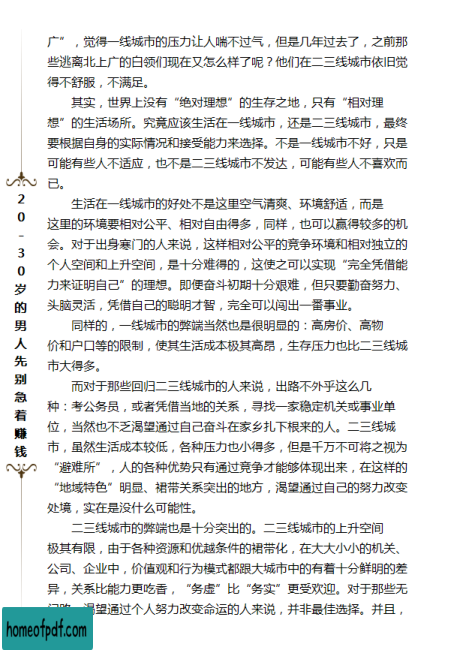 广”，觉得一线城市的压力让人喘不过气，但是几年过去了，之前那
些逃离北上广的白领们现在又怎么样了呢？他们在二三线城市依旧觉
得不舒服，不满足。
其实，世界上没有“绝对理想”的生存之地，只有“相对理
想”的生活场所。究竟应该生活在一线城市，还是二三线城市，最终
要根据自身的实际情况和接受能力来选择。不是一线城市不好，只是
可能有些人不适应，也不是二三线城市不发达，可能有些人不喜欢而
已。
生活在一线城市的好处不是这里空气清爽、环境舒适，而是
这里的环境要相对公平、相对自由得多，同样，也可以赢得较多的机
会。对于出身寒门的人来说，这样相对公平的竞争环境和相对独立的
个人空间和上升空间，是十分难得的，这使之可以实现“完全凭借能
力来证明自己”的理想。即便奋斗初期十分艰难，但只要勤奋努力、
头脑灵活，凭借自己的聪明才智，完全可以闯出一番事业。
同样的，一线城市的弊端当然也是很明显的：高房价、高物
价和户口等的限制，使其生活成本极其高昂，生存压力也比二三线城
市大得多。
而对于那些回归二三线城市的人来说，出路不外乎这么几
种：考公务员，或者凭借当地的关系，寻找一家稳定机关或事业单
位，当然也不乏渴望通过自己奋斗在家乡扎下根来的人。二三线城
市，虽然生活成本较低，各种压力也小得多，但是千万不可将之视为
“避难所”，人的各种优势只有通过竞争才能够体现出来，在这样的
“地域特色”明显、裙带关系突出的地方，渴望通过自己的努力改变
处境，实在是没什么可能性。
二三线城市的弊端也是十分突出的。二三线城市的上升空间
极其有限，由于各种资源和优越条件的裙带化，在大大小小的机关、
公司、企业中，价值观和行为模式都跟大城市中的有着十分鲜明的差
异，关系比能力更吃香，“务虚”比“务实”更受欢迎。对于那些无
渴望通过个人努力改变命运的人来说，并非最佳选择。并且，
20-30岁的男人先别急着赚钱
homeofpdf.com